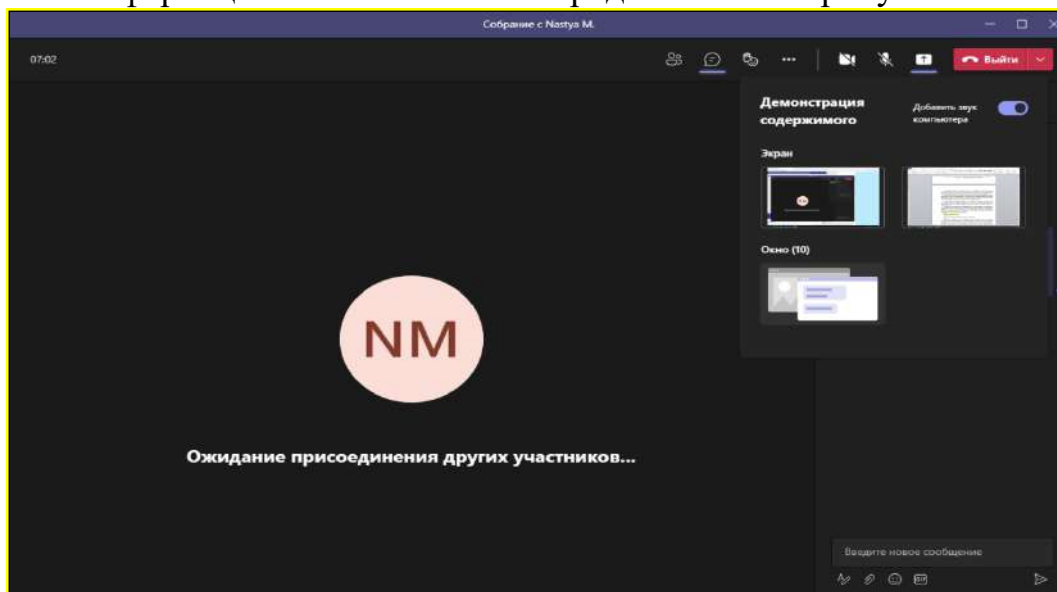 Собрание с Nastya M.
07:02
Выйти
Демонстрация
содержимого
Добавить звук
компьютера
Экран
Окно (10)
NM
Ожидание присоединения других участников...
Введите новое сообщение
GIF